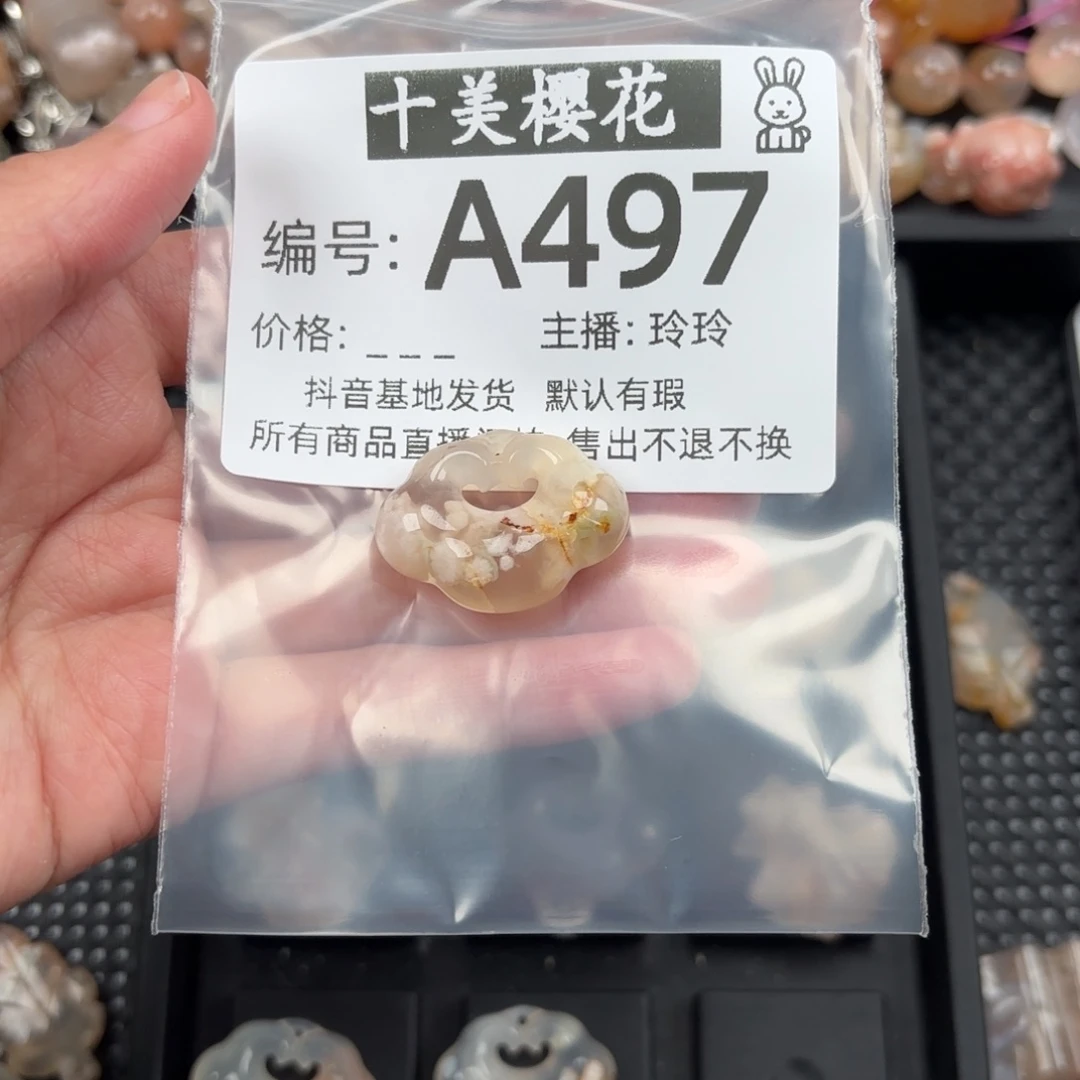 十美樱花
编号: A497
价格: _ _ _ 主播: 玲玲
抖音基地发货 默认有瑕
所有商品直播 售出不退不换